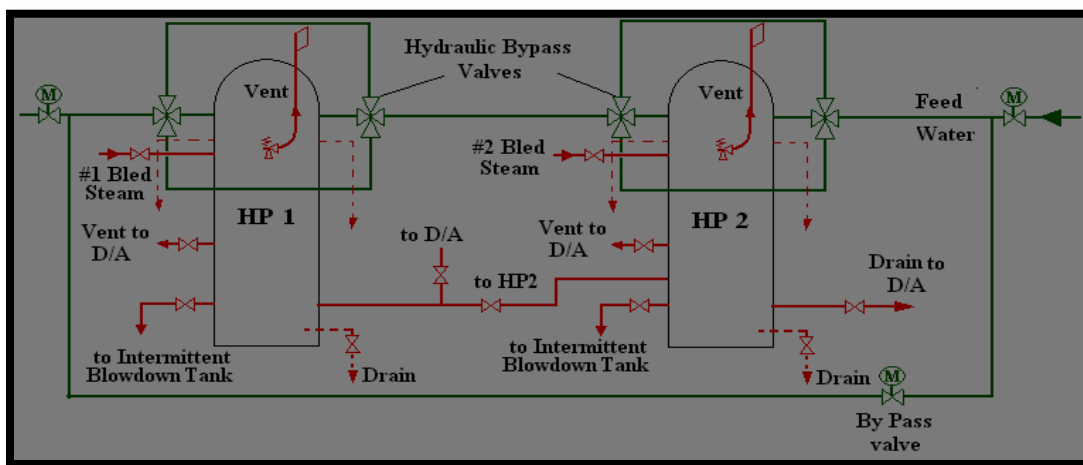 Hydraulic Bypass
Valves
Vent
Vent
M
Feed
Water
M
#1 Bled
Steam
#2 Bled
Steam
HP 1
HP 2
Vent to
D/A
to D/A
Vent to
D/A
Drain to
D/A
to HP2
to Intermittent
Blowdown Tank
Drain
to Intermittent
Blowdown Tank
Drain
M
By Pass
valve